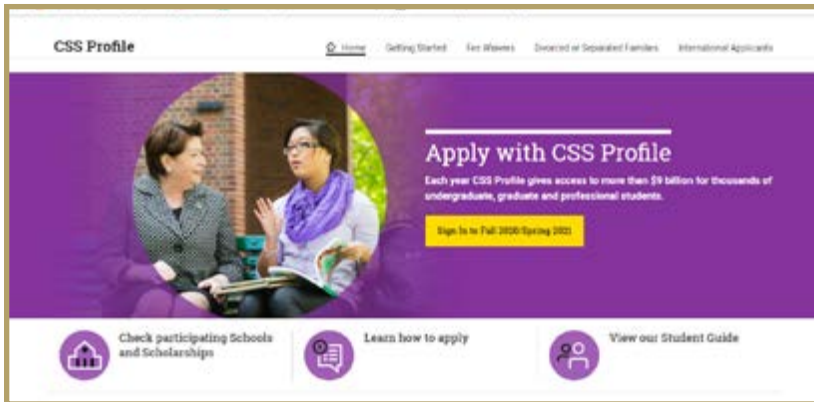 CSS Profile
Home Getting Started Fee Waivers Divorced or Separated Families International Applicants
Apply with CSS Profile
Each year CSS Profile gives access to more than $9 billion for thousands of
undergraduate, graduate and professional students.
Sign In to Fall 2020/Spring 2021
Check participating Schools
and Scholarships
Learn how to apply
View our Student Guide